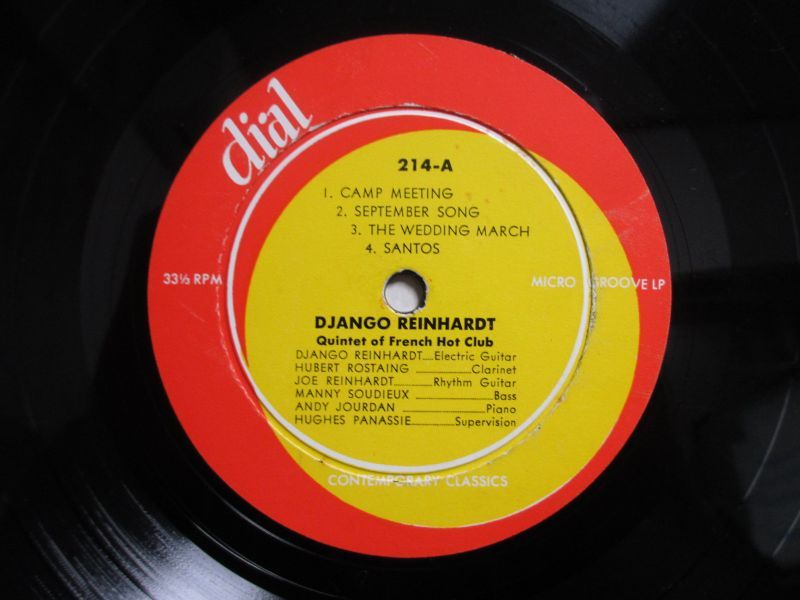 dial
214-A
1. CAMP MEETING
2. SEPTEMBER SONG
3. THE WEDDING MARCH
4. SANTOS
33⅓ RPM
MICRO GROOVE LP
DJANGO REINHARDT
Quintet of French Hot Club
DJANGO REINHARDT....Electric Guitar
HUBERT ROSTAING ................Clarinet
JOE REINHARDT...........Rhythm Guitar
MANNY SOUDIEUX .......................Bass
ANDY JOURDAN .......................Piano
HUGHES PANASSIE............Supervision
CONTEMPORARY CLASSICS